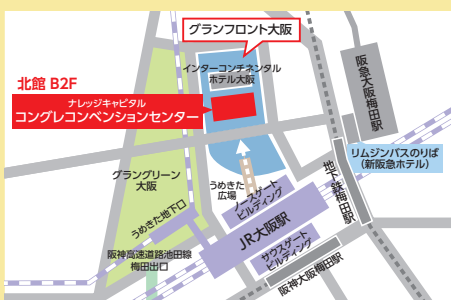 グランフロント大阪
インターコンチネンタル
ホテル大阪
北館 B2F
ナレッジキャピタル
コングレコンベンションセンター
阪急大阪梅田駅
リムジンバスのりば
(新阪急ホテル)
グラングリーン
大阪
うめきた
広場
ノースゲート
ビルディング
地下鉄梅田駅
うめきた地下口
JR大阪駅
サウスゲート
ビルディング
阪神高速道路池田線
梅田出口
阪神大阪梅田駅